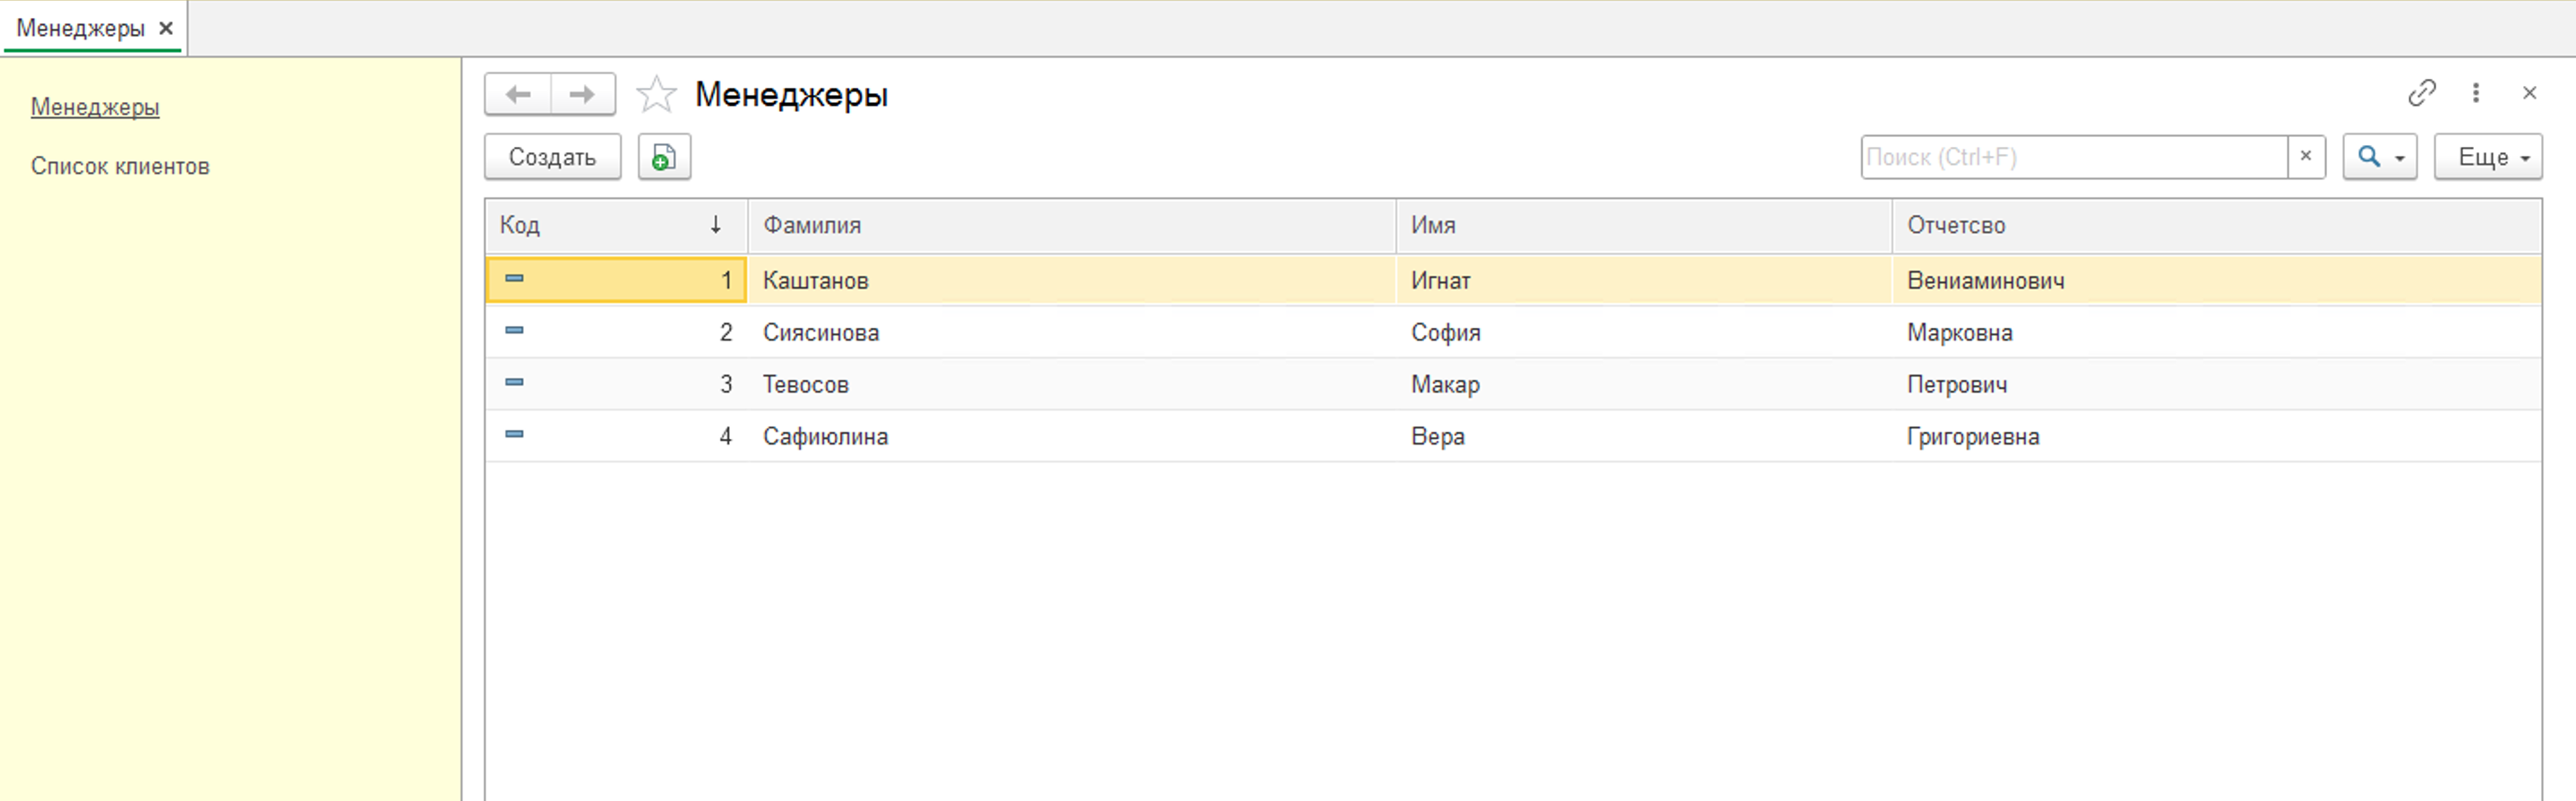 Менеджеры
Менеджеры
Список клиентов
Менеджеры
Создать
Поиск (Ctrl+F)
Еще
Код Фамилия Имя Отчетсво
1 Каштанов Игнат Вениаминович
2 Сиясинова София Марковна
3 Тевосов Макар Петрович
4 Сафиюлина Вера Григориевна